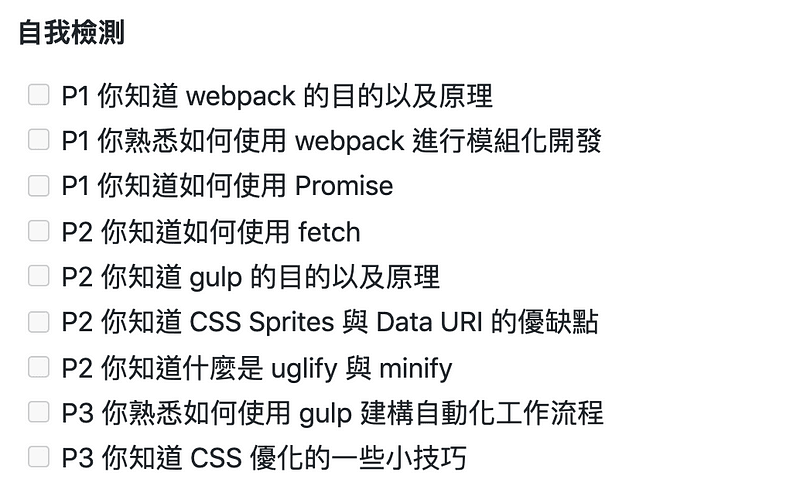 自我檢測
P1 你知道 webpack 的目的以及原理
P1 你熟悉如何使用 webpack 進行模組化開發
P1 你知道如何使用 Promise
P2 你知道如何使用 fetch
P2 你知道 gulp 的目的以及原理
P2 你知道 CSS Sprites 與 Data URI 的優缺點
P2 你知道什麼是 uglify 與 minify
P3 你熟悉如何使用 gulp 建構自動化工作流程
P3 你知道 CSS 優化的一些小技巧